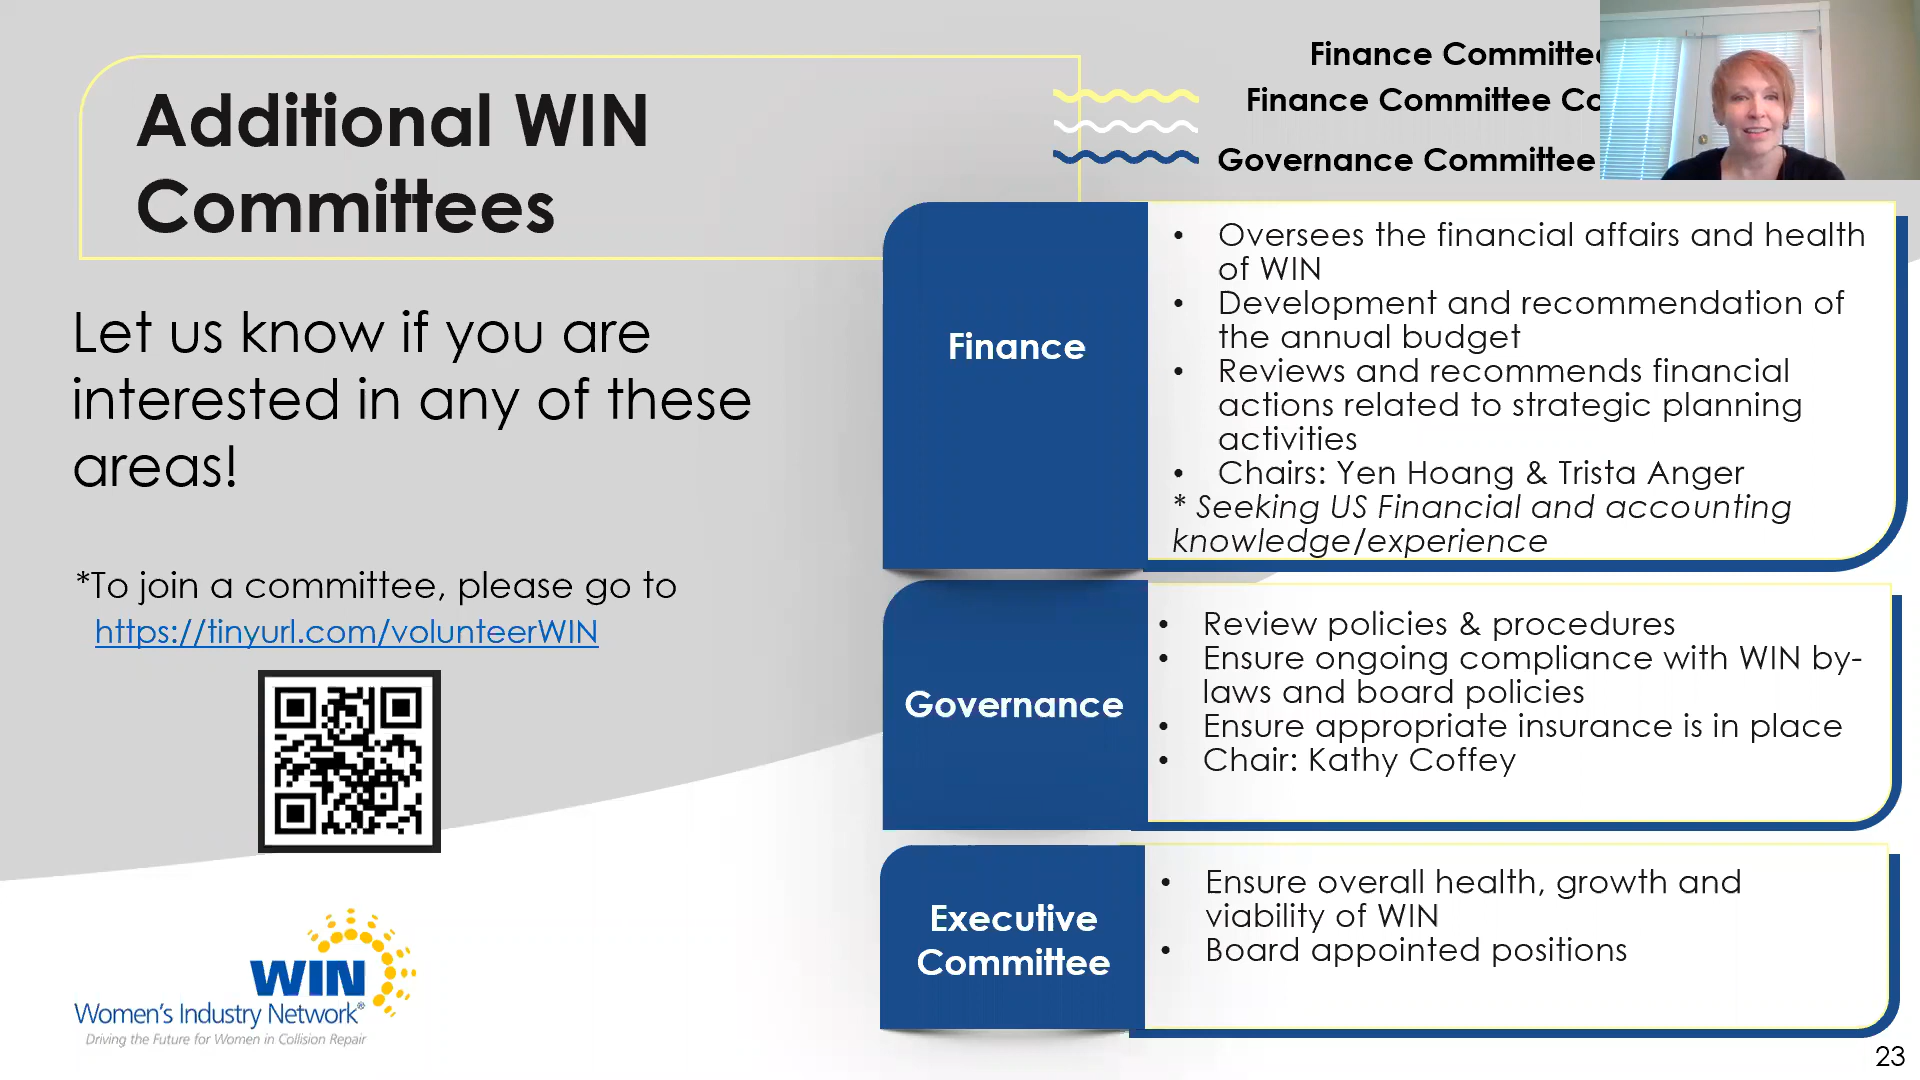 Additional WIN
Committees
Let us know if you are
interested in any of these
areas!
*To join a committee, please go to
https://tinyurl.com/volunteerWIN
WIN
Women's Industry Network®
Driving the Future for Women in Collision Repair
Finance Committee
Finance Committee Co
Governance Committee
Finance
• Oversees the financial affairs and health
of WIN
• Development and recommendation of
the annual budget
• Reviews and recommends financial
actions related to strategic planning
activities
• Chairs: Yen Hoang & Trista Anger
* Seeking US Financial and accounting
knowledge/experience
Governance
• Review policies & procedures
• Ensure ongoing compliance with WIN by-
laws and board policies
• Ensure appropriate insurance is in place
• Chair: Kathy Coffey
Executive
Committee
• Ensure overall health, growth and
viability of WIN
• Board appointed positions
23